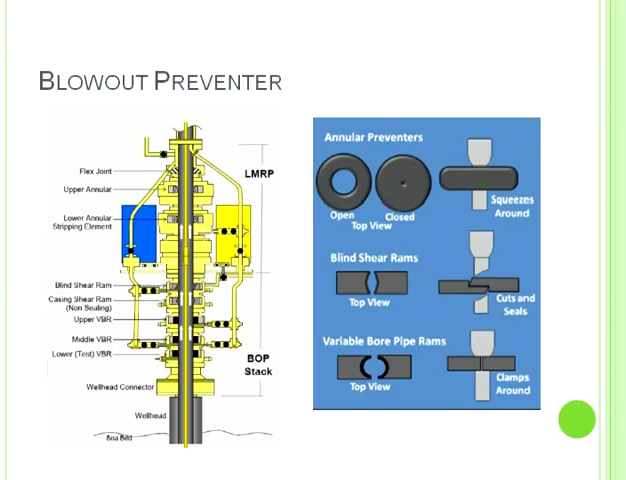 BLOWOUT PREVENTER
Flex Joint
LMRP
Upper Annular
Lower Annular
Stripping Element
Blind Shear Ram
Casing Shear Ram
(Non Sealing)
Upper VBR
Middle VBR
Lower (Test) VBR
BOP
Stack
Wellhead Connector
Wellhead
Sea Bed
Annular Preventers
Open
Closed
Top View
Squeezes
Around
Blind Shear Rams
Top View
Cuts and
Seals
Variable Bore Pipe Rams
Top View
Clamps
Around